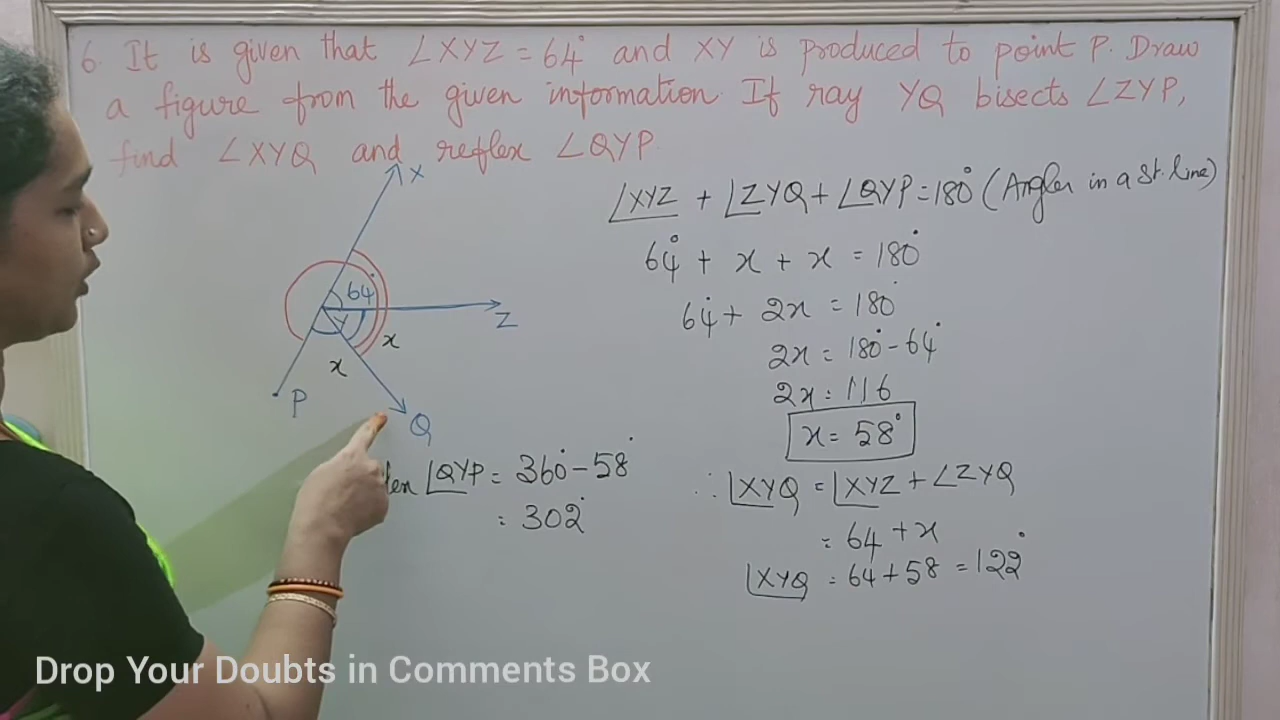 6. It is given that ∠XYZ = 64° and XY is produced to point P. Draw
a figure from the given information. If ray YQ bisects ∠ZYP,
find ∠XYQ and reflex ∠QYP.
X
64°
Y
Z
x
x
P
Q
∠XYZ + ∠ZYQ + ∠QYP = 180° (Angles in a st. line)
64° + x + x = 180°
64° + 2x = 180°
2x = 180° - 64°
2x = 116
x = 58°
∠QYP = 360° - 58°
= 302°
∴ ∠XYQ = ∠XYZ + ∠ZYQ
= 64 + x
∠XYQ = 64 + 58 = 122°
Drop Your Doubts in Comments Box